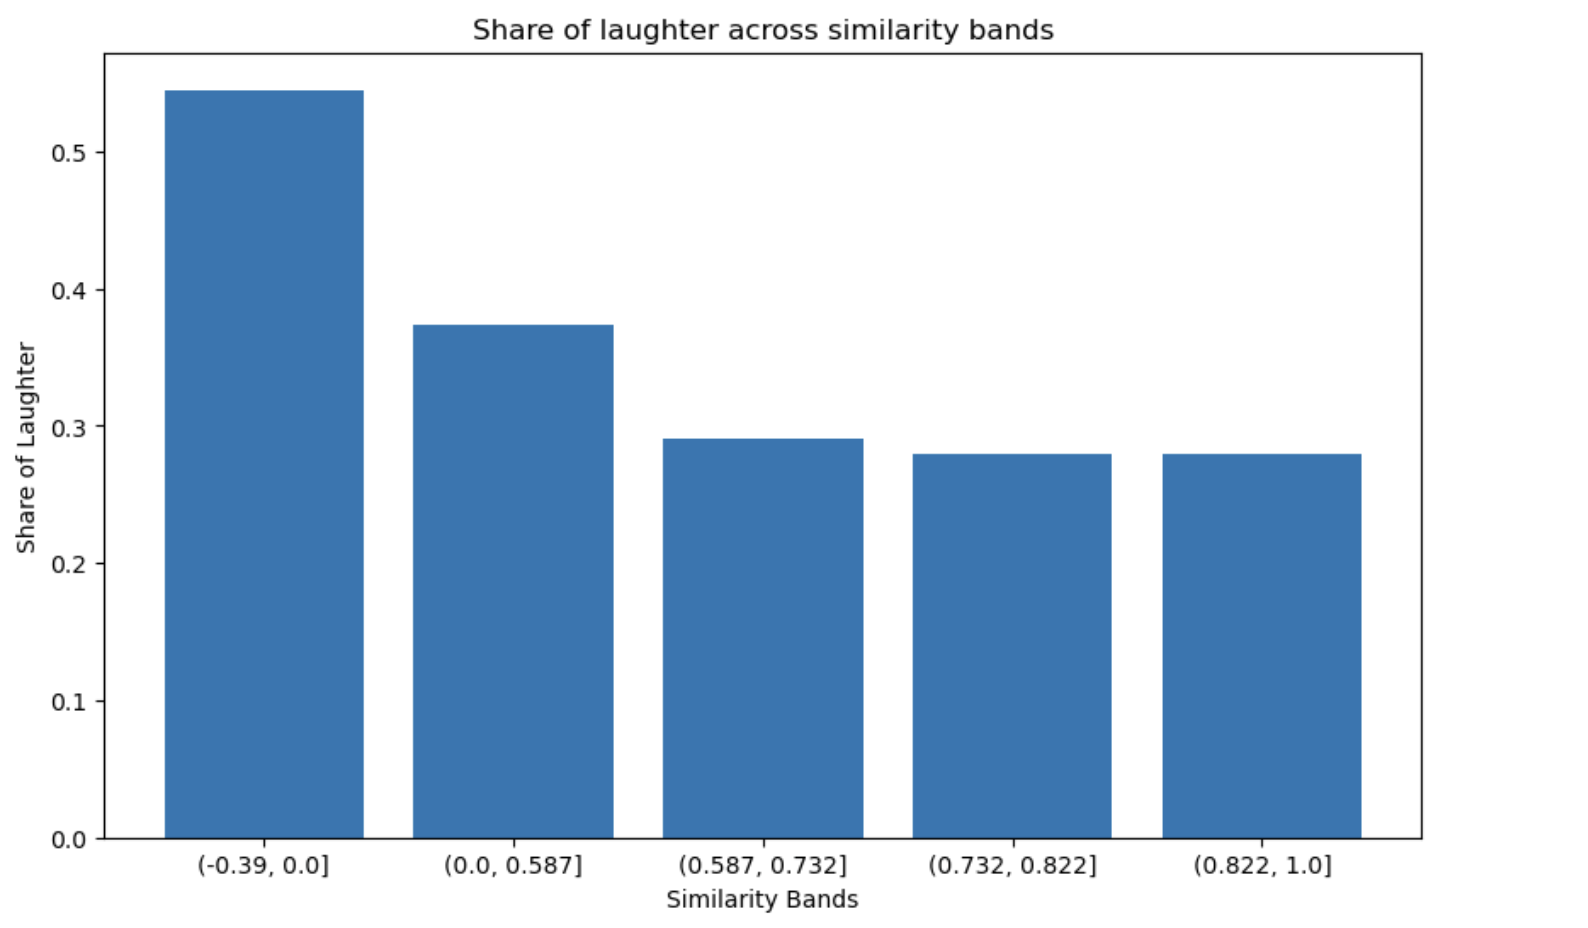 Share of laughter across similarity bands
Share of Laughter
0.5
0.4
0.3
0.2
0.1
0.0
(-0.39, 0.0] (0.0, 0.587] (0.587, 0.732] (0.732, 0.822] (0.822, 1.0]
Similarity Bands